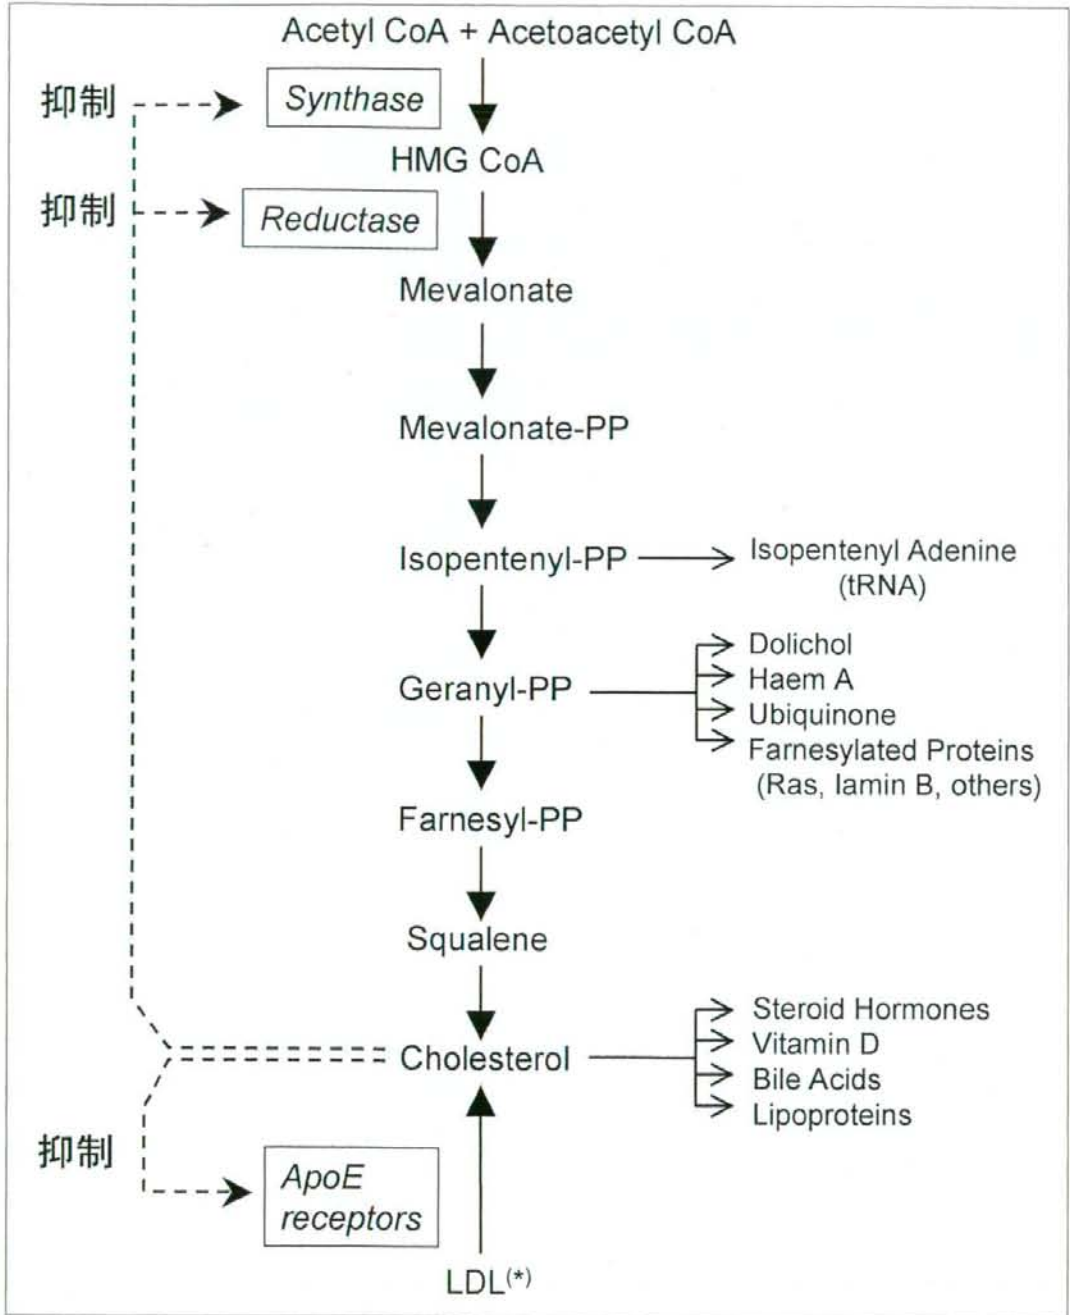 Acetyl CoA + Acetoacetyl CoA
抑制
Synthase
HMG CoA
抑制
Reductase
Mevalonate
Mevalonate-PP
Isopentenyl-PP
Isopentenyl Adenine
(tRNA)
Geranyl-PP
Dolichol
Haem A
Ubiquinone
Farnesylated Proteins
(Ras, lamin B, others)
Farnesyl-PP
Squalene
Cholesterol
Steroid Hormones
Vitamin D
Bile Acids
Lipoproteins
抑制
ApoE
receptors
LDL(*)